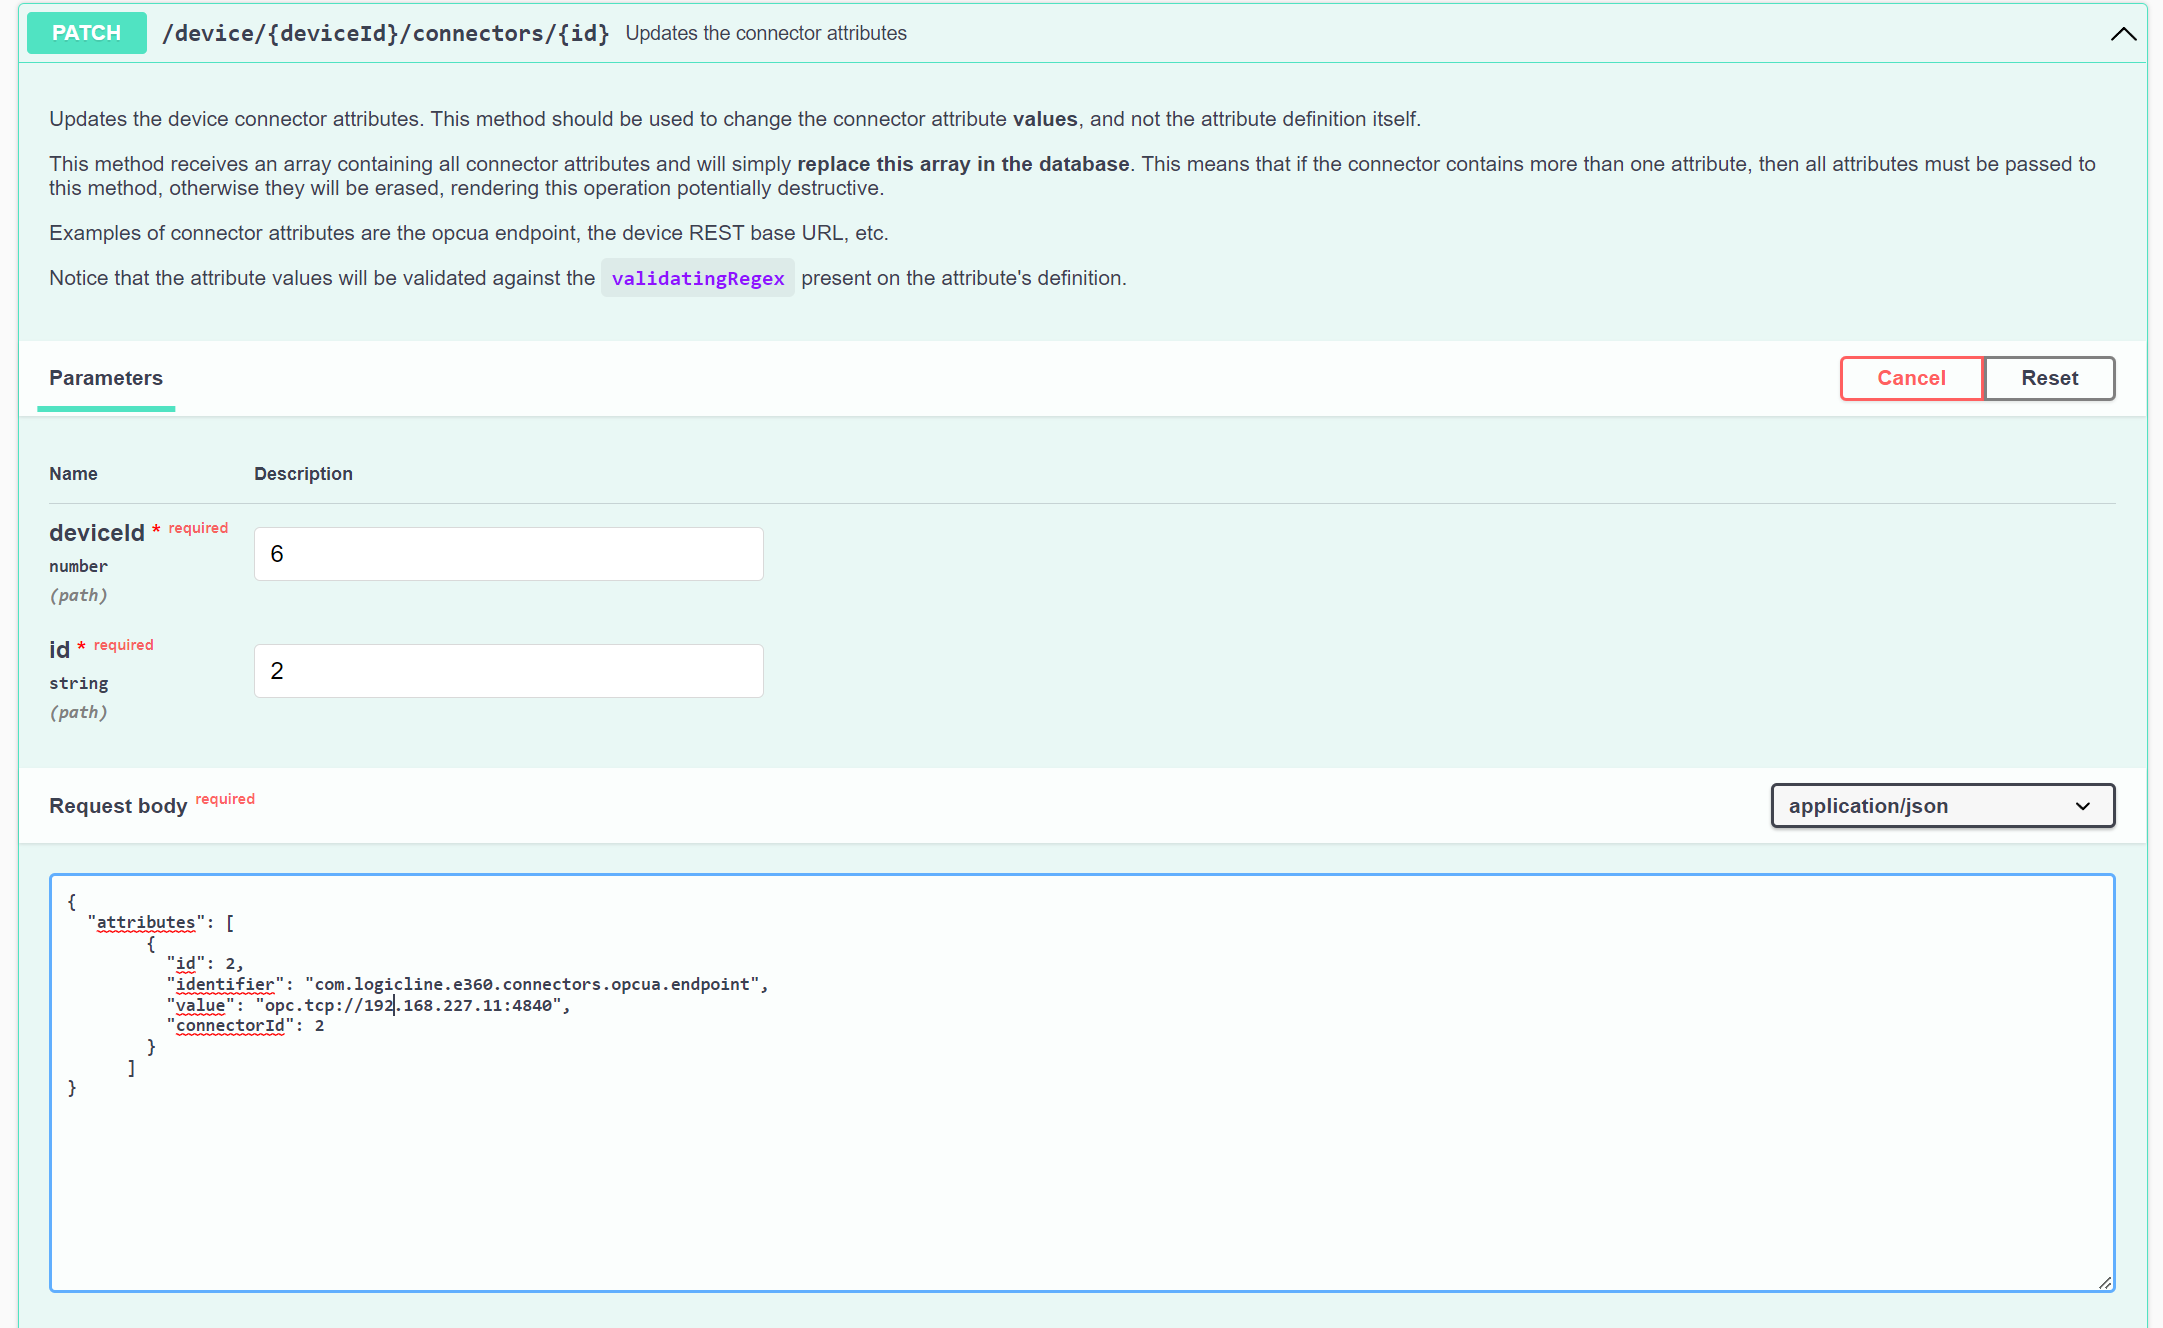 PATCH /device/{deviceId}/connectors/{id} Updates the connector attributes
Updates the device connector attributes. This method should be used to change the connector attribute values, and not the attribute definition itself.
This method receives an array containing all connector attributes and will simply replace this array in the database. This means that if the connector contains more than one attribute, then all attributes must be passed to
this method, otherwise they will be erased, rendering this operation potentially destructive.
Examples of connector attributes are the opcua endpoint, the device REST base URL, etc.
Notice that the attribute values will be validated against the validatingRegex present on the attribute's definition.
Parameters Cancel Reset
Name Description
deviceId * required
6
number
(path)
id * required
2
string
(path)
Request body required application/json
{
  "attributes": [
        {
          "id": 2,
          "identifier": "com.logicline.e360.connectors.opcua.endpoint",
          "value": "opc.tcp://192.168.227.11:4840",
          "connectorId": 2
        }
      ]
}